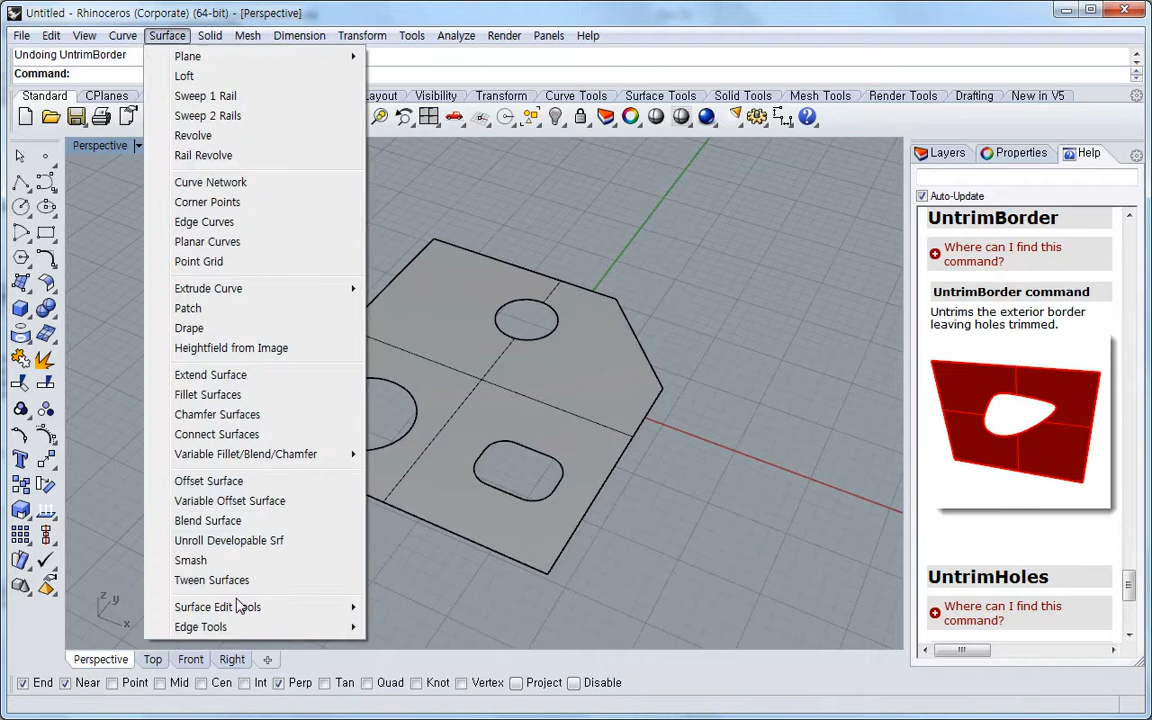 Untitled - Rhinoceros (Corporate) (64-bit) - [Perspective]
File Edit View Curve Surface Solid Mesh Dimension Transform Tools Analyze Render Panels Help
Undoing UntrimBorder
Command:
Standard CPlanes Layout Visibility Transform Curve Tools Surface Tools Solid Tools Mesh Tools Render Tools Drafting New in V5
Perspective
Plane
Loft
Sweep 1 Rail
Sweep 2 Rails
Revolve
Rail Revolve
Curve Network
Corner Points
Edge Curves
Planar Curves
Point Grid
Extrude Curve
Patch
Drape
Heightfield from Image
Extend Surface
Fillet Surfaces
Chamfer Surfaces
Connect Surfaces
Variable Fillet/Blend/Chamfer
Offset Surface
Variable Offset Surface
Blend Surface
Unroll Developable Srf
Smash
Tween Surfaces
Surface Edit Tools
Edge Tools
Layers Properties Help
Auto-Update
UntrimBorder
Where can I find this
command?
UntrimBorder command
Untrims the exterior border
leaving holes trimmed.
UntrimHoles
Where can I find this
command?
z y
x
Perspective Top Front Right
End Near Point Mid Cen Int Perp Tan Quad Knot Vertex Project Disable